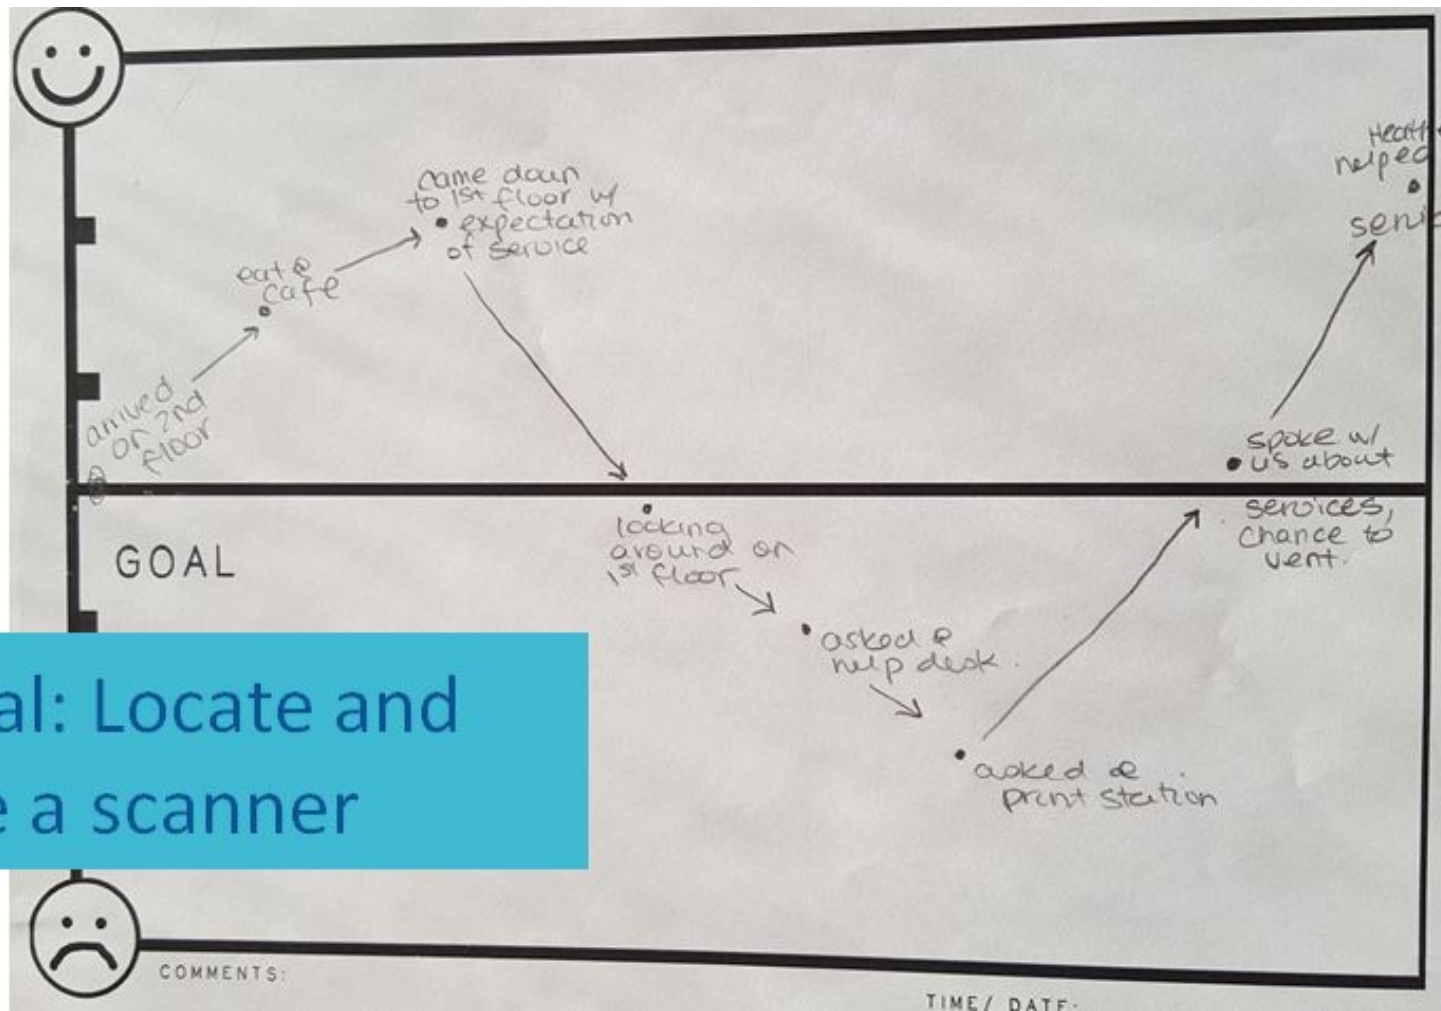 came down
to 1st floor w/
expectation
of service
eat @
cafe
arrived
on 2nd
floor
helped
spoke w/
us about
services,
chance to
vent.
GOAL
looking
around on
1st floor
asked @
help desk.
asked @
print station
al: Locate and
e a scanner
COMMENTS:
TIME/ DATE: